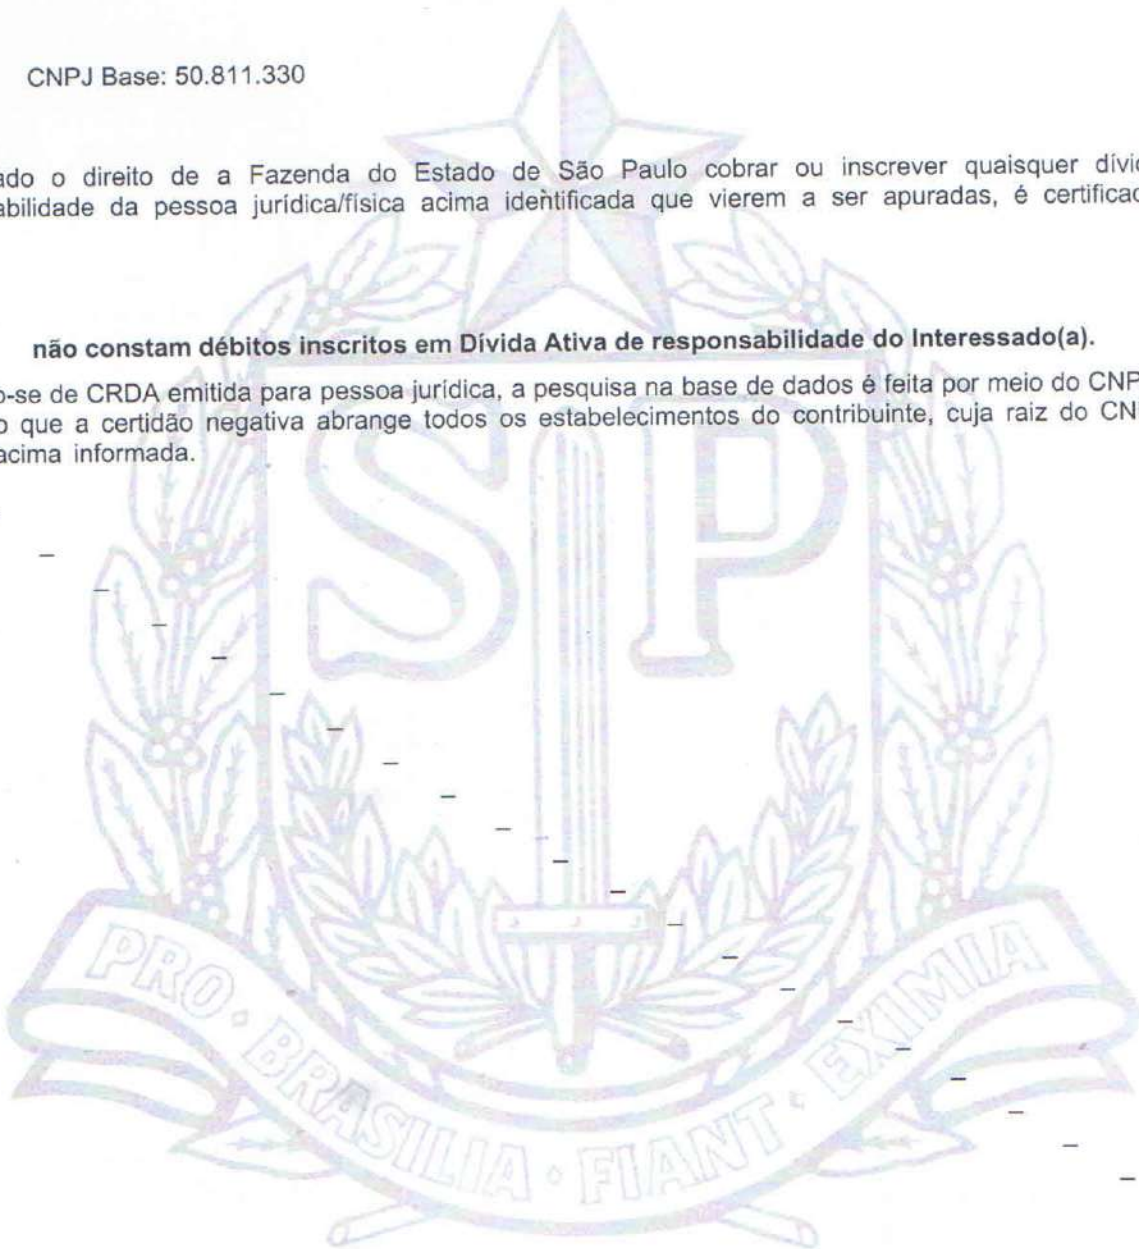 CNPJ Base: 50.811.330
ado o direito de a Fazenda do Estado de São Paulo cobrar ou inscrever quaisquer dívid
abilidade da pessoa jurídica/física acima identificada que vierem a ser apuradas, é certificad
não constam débitos inscritos em Dívida Ativa de responsabilidade do Interessado(a).
o-se de CRDA emitida para pessoa jurídica, a pesquisa na base de dados é feita por meio do CNP
o que a certidão negativa abrange todos os estabelecimentos do contribuinte, cuja raiz do CN
acima informada.
SP
PRO · BRASILIA · FIANT · EXIMIA